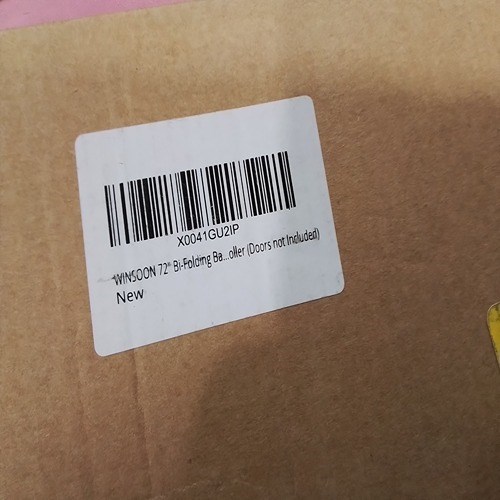 X0041GU2IP
WINSOON 72" Bi-Folding Ba...oller (Doors not Included)
New